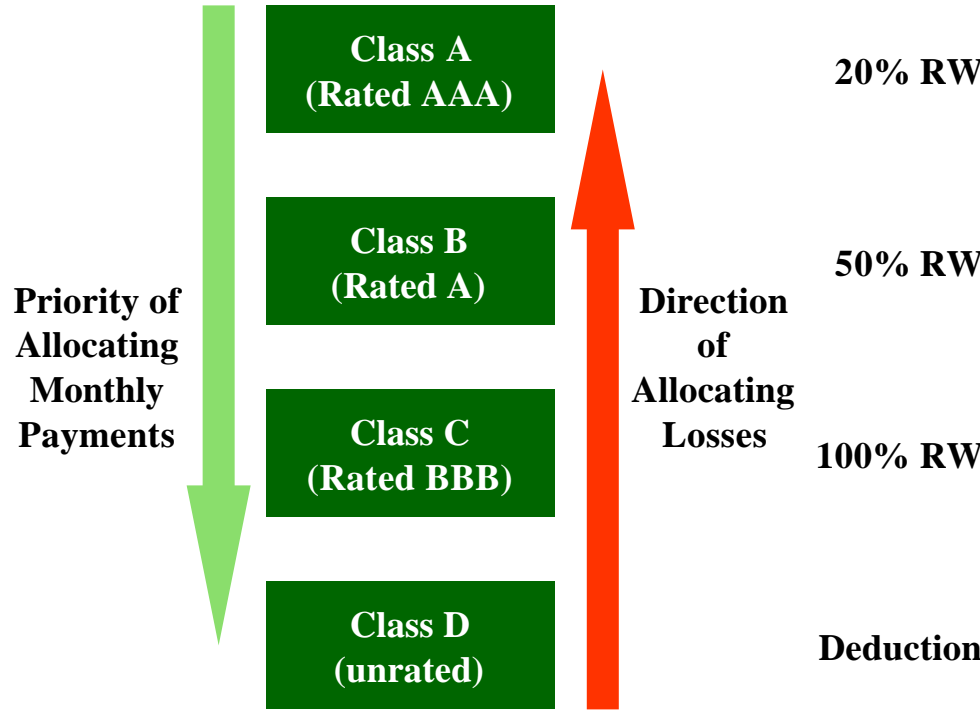 Class A
(Rated AAA)
20% RW
Class B
(Rated A)
50% RW
Priority of
Allocating
Monthly
Payments
Direction
of
Allocating
Losses
Class C
(Rated BBB)
100% RW
Class D
(unrated)
Deduction